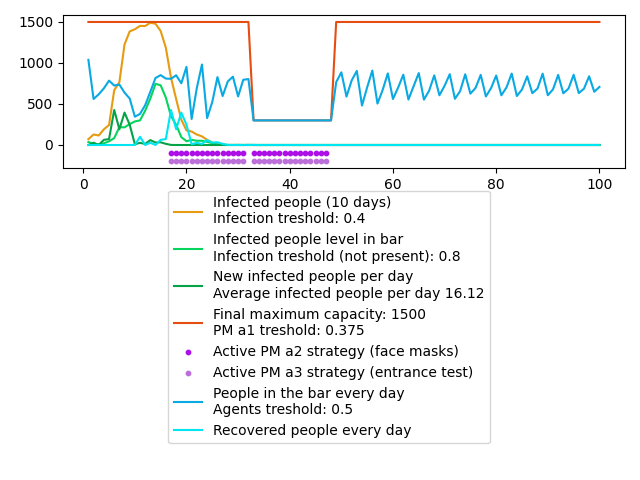 1500
1000
500
0
0 20 40 60 80 100
Infected people (10 days)
Infection treshold: 0.4
Infected people level in bar
Infection treshold (not present): 0.8
New infected people per day
Average infected people per day 16.12
Final maximum capacity: 1500
PM a1 treshold: 0.375
Active PM a2 strategy (face masks)
Active PM a3 strategy (entrance test)
People in the bar every day
Agents treshold: 0.5
Recovered people every day